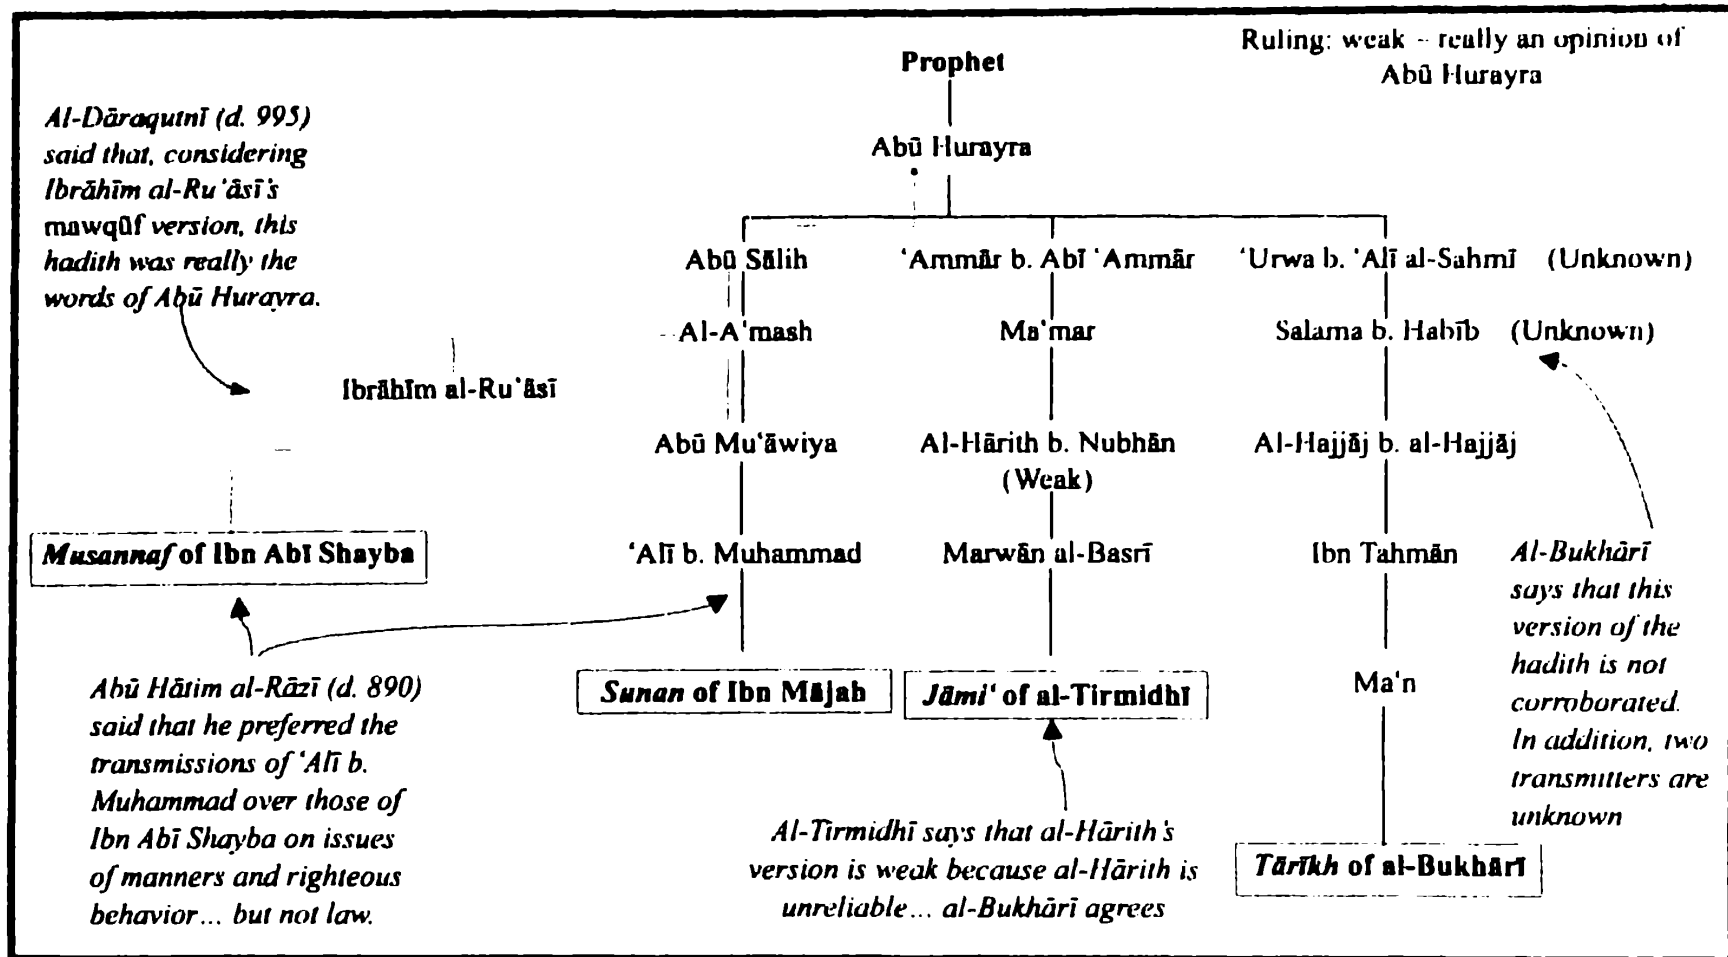 Ruling: weak – really an opinion of
Abū Hurayra
Prophet
Al-Dāraqutnī (d. 995)
said that, considering
Ibrāhīm al-Ru'āsī's
mawqūf version, this
hadith was really the
words of Abū Hurayra.
Abū Hurayra
Abū Sālih
'Ammār b. Abī 'Ammār
'Urwa b. 'Alī al-Sahmī (Unknown)
Al-A'mash
Ma'mar
Salama b. Habīb (Unknown)
Ibrāhīm al-Ru'āsī
Abū Mu'āwiya
Al-Hārith b. Nubhān
(Weak)
Al-Hajjāj b. al-Hajjāj
Musannaf of Ibn Abī Shayba
'Alī b. Muhammad
Marwān al-Basrī
Ibn Tahmān
Al-Bukhārī
says that this
version of the
hadith is not
corroborated.
In addition, two
transmitters are
unknown
Abū Hātim al-Rāzī (d. 890)
said that he preferred the
transmissions of 'Alī b.
Muhammad over those of
Ibn Abī Shayba on issues
of manners and righteous
behavior... but not law.
Sunan of Ibn Mājah
Jāmi' of al-Tirmidhī
Ma'n
Al-Tirmidhī says that al-Hārith's
version is weak because al-Hārith is
unreliable... al-Bukhārī agrees
Tārīkh of al-Bukhārī